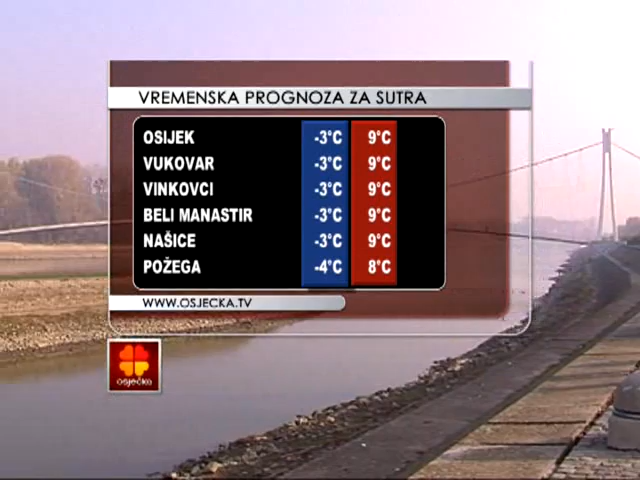 VREMENSKA PROGNOZA ZA SUTRA
OSIJEK -3°C 9°C
VUKOVAR -3°C 9°C
VINKOVCI -3°C 9°C
BELI MANASTIR -3°C 9°C
NAŠICE -3°C 9°C
POŽEGA -4°C 8°C
WWW.OSJECKA.TV
osječka